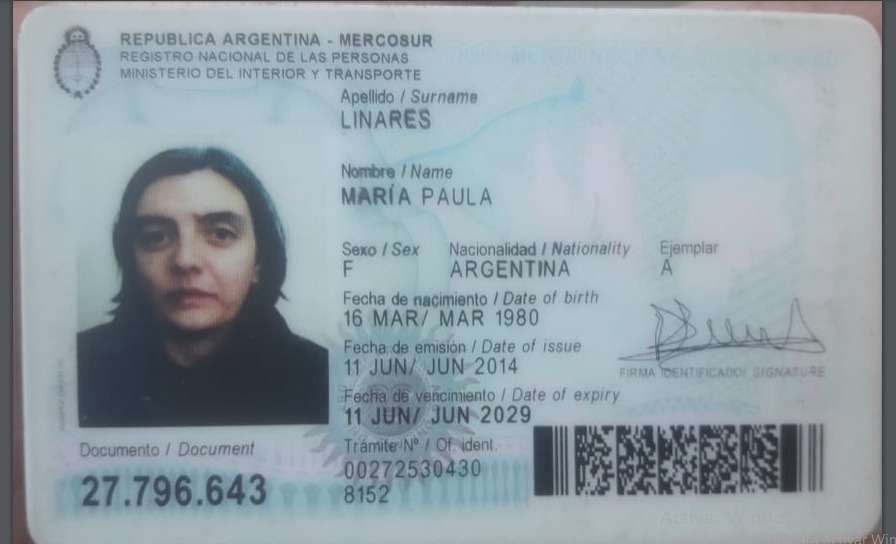 REPUBLICA ARGENTINA - MERCOSUR
REGISTRO NACIONAL DE LAS PERSONAS
MINISTERIO DEL INTERIOR Y TRANSPORTE
Apellido / Surname
LINARES
Nombre / Name
MARÍA PAULA
Sexo / Sex Nacionalidad / Nationality Ejemplar
F ARGENTINA A
Fecha de nacimiento / Date of birth
16 MAR/ MAR 1980
Fecha de emisión / Date of issue
11 JUN/ JUN 2014
FIRMA IDENTIFICADO/ SIGNATURE
Fecha de vencimiento / Date of expiry
11 JUN/ JUN 2029
Documento / Document
27.796.643
Trámite Nº / Of. ident.
00272530430
8152
Activar Windows